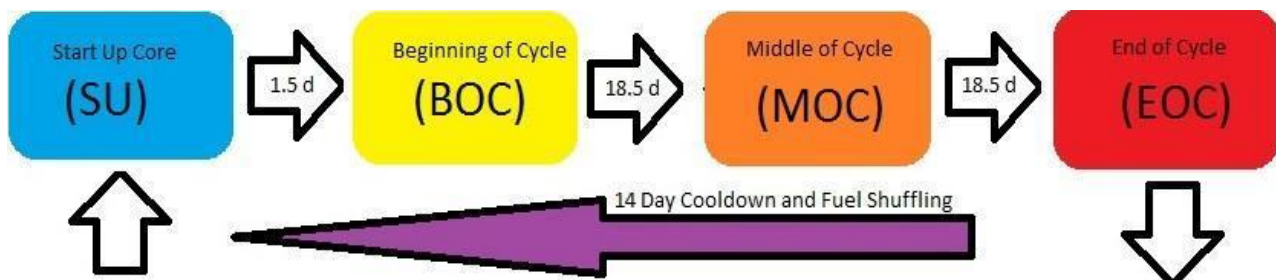 Start Up Core
(SU)
1.5 d
Beginning of Cycle
(BOC)
18.5 d
Middle of Cycle
(MOC)
18.5 d
End of Cycle
(EOC)
14 Day Cooldown and Fuel Shuffling